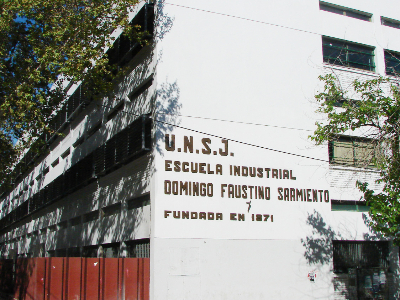 U.N.S.J.
ESCUELA INDUSTRIAL
DOMINGO FAUSTINO SARMIENTO
FUNDADA EN 1871